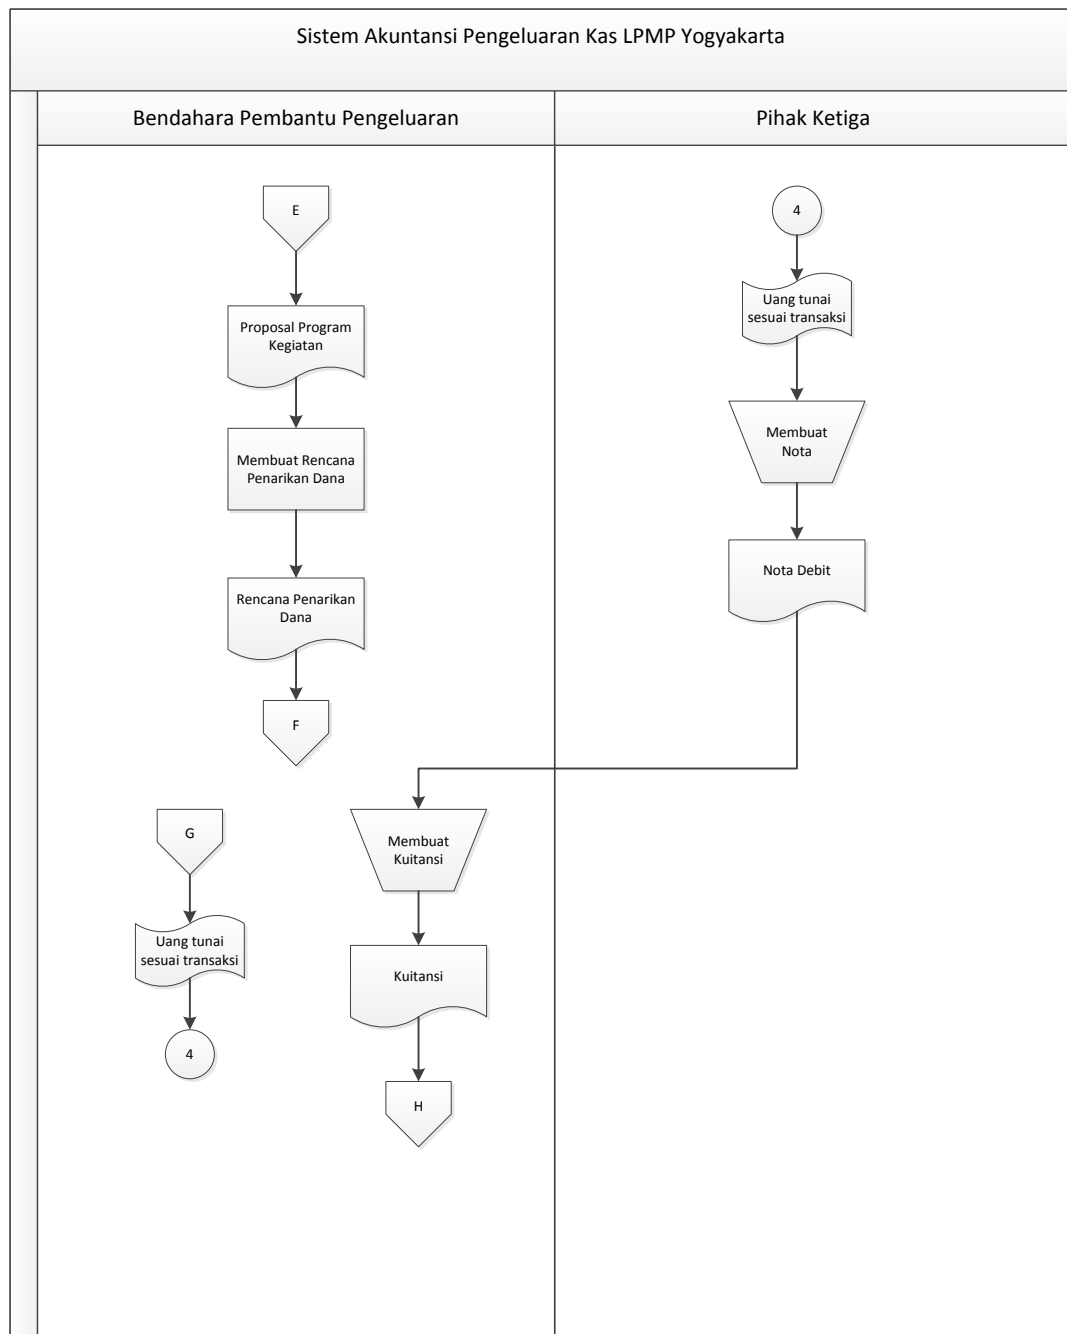 Sistem Akuntansi Pengeluaran Kas LPMP Yogyakarta
Bendahara Pembantu Pengeluaran
Pihak Ketiga
E
Proposal Program
Kegiatan
Membuat Rencana
Penarikan Dana
Rencana Penarikan
Dana
F
G
Uang tunai
sesuai transaksi
4
4
Uang tunai
sesuai transaksi
Membuat
Nota
Nota Debit
Membuat
Kuitansi
Kuitansi
H